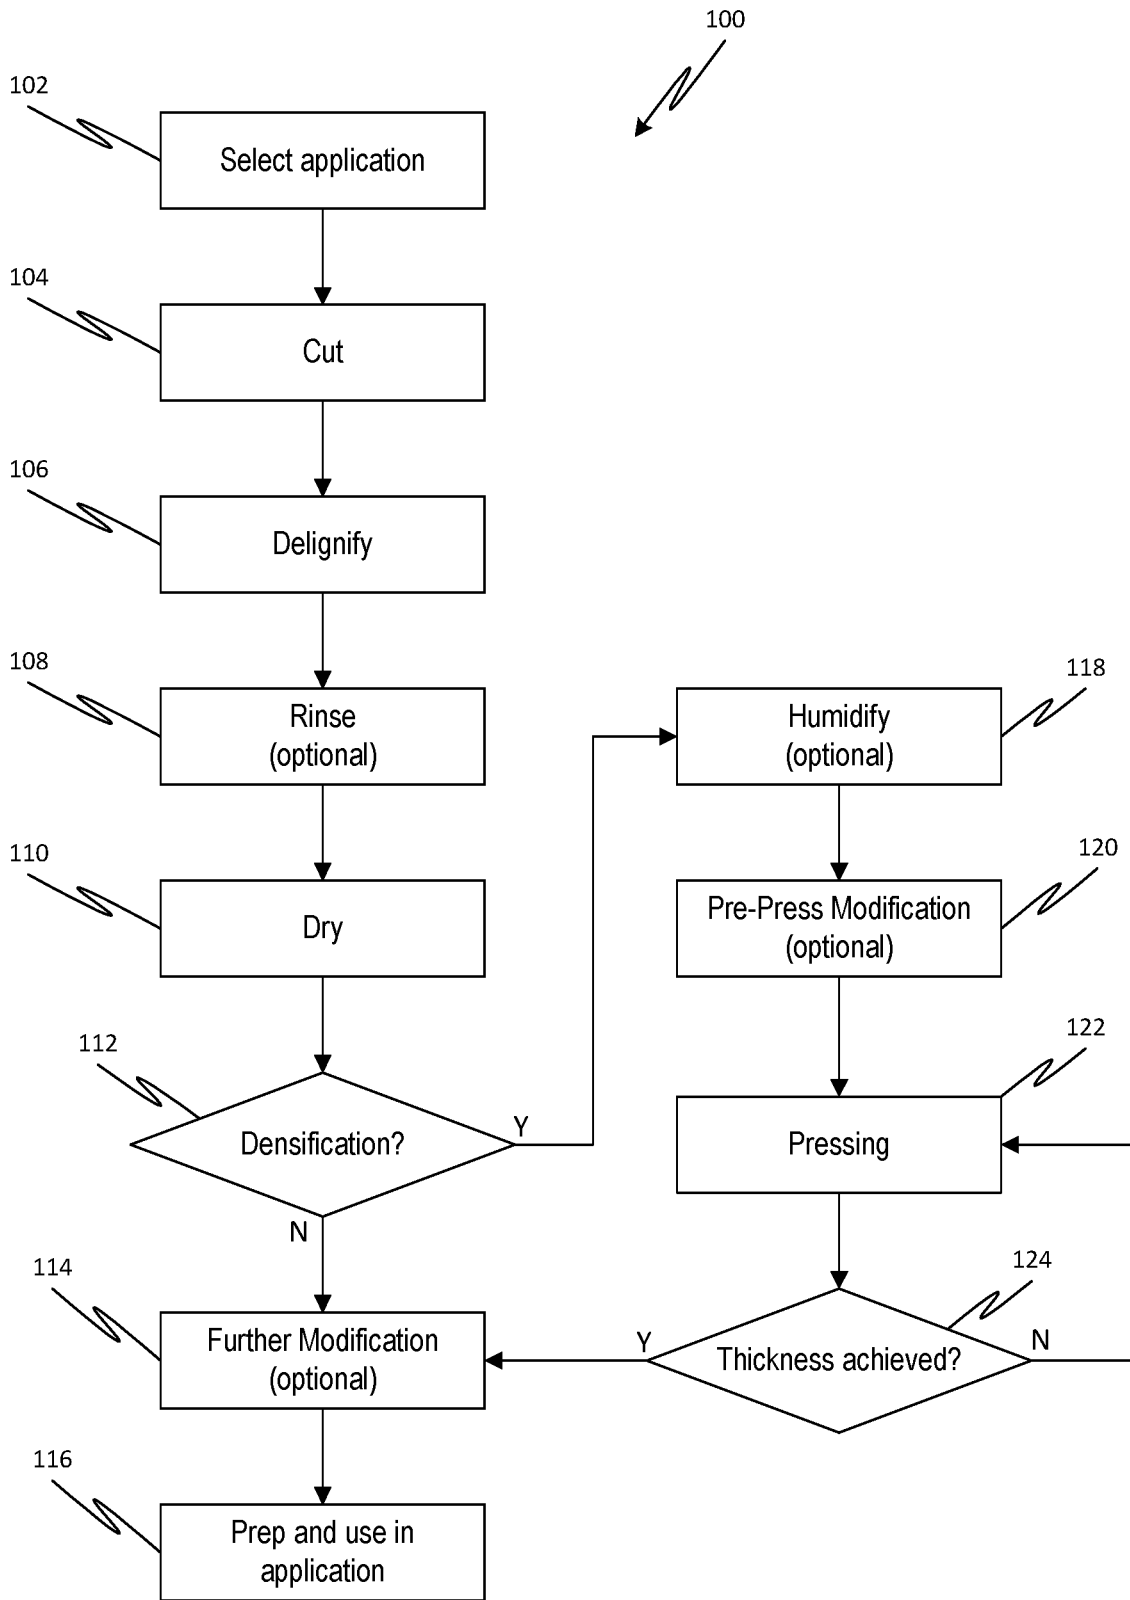 100
102
Select application
104
Cut
106
Delignify
108
Rinse
(optional)
118
Humidify
(optional)
110
Dry
120
Pre-Press Modification
(optional)
112
Densification?
Y
N
122
Pressing
114
Further Modification
(optional)
124
Y
Thickness achieved?
N
116
Prep and use in
application